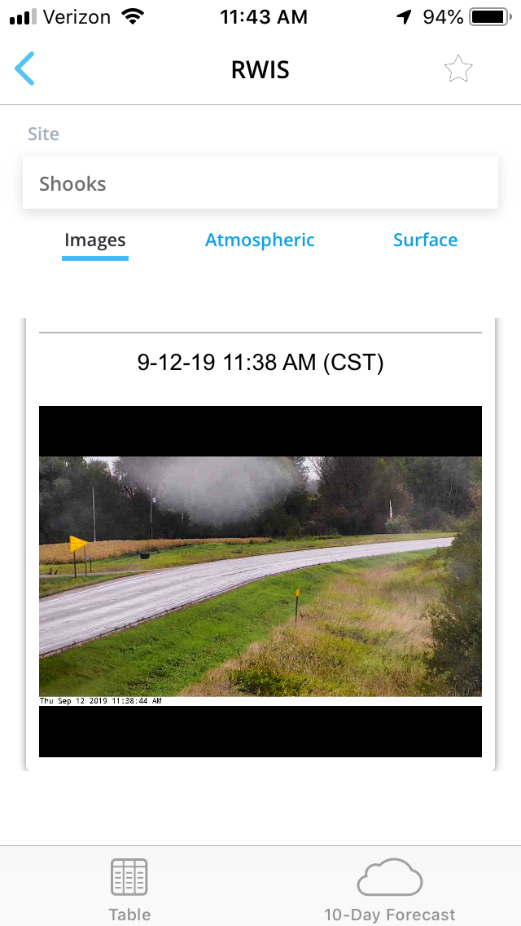 Verizon 11:43 AM 94%
RWIS
Site
Shooks
Images Atmospheric Surface
9-12-19 11:38 AM (CST)
Thu Sep 12 2019 11:38:44 AM
Table 10-Day Forecast